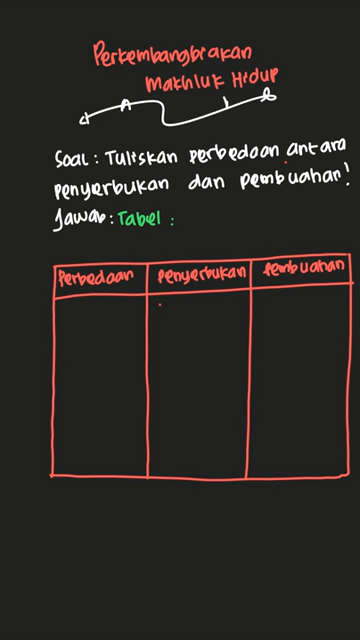 Perkembangbiakan
Makhluk Hidup
Soal : Tuliskan perbedaan antara
penyerbukan dan pembuahan!
Jawab : Tabel :
Perbedaan Penyerbukan Pembuahan